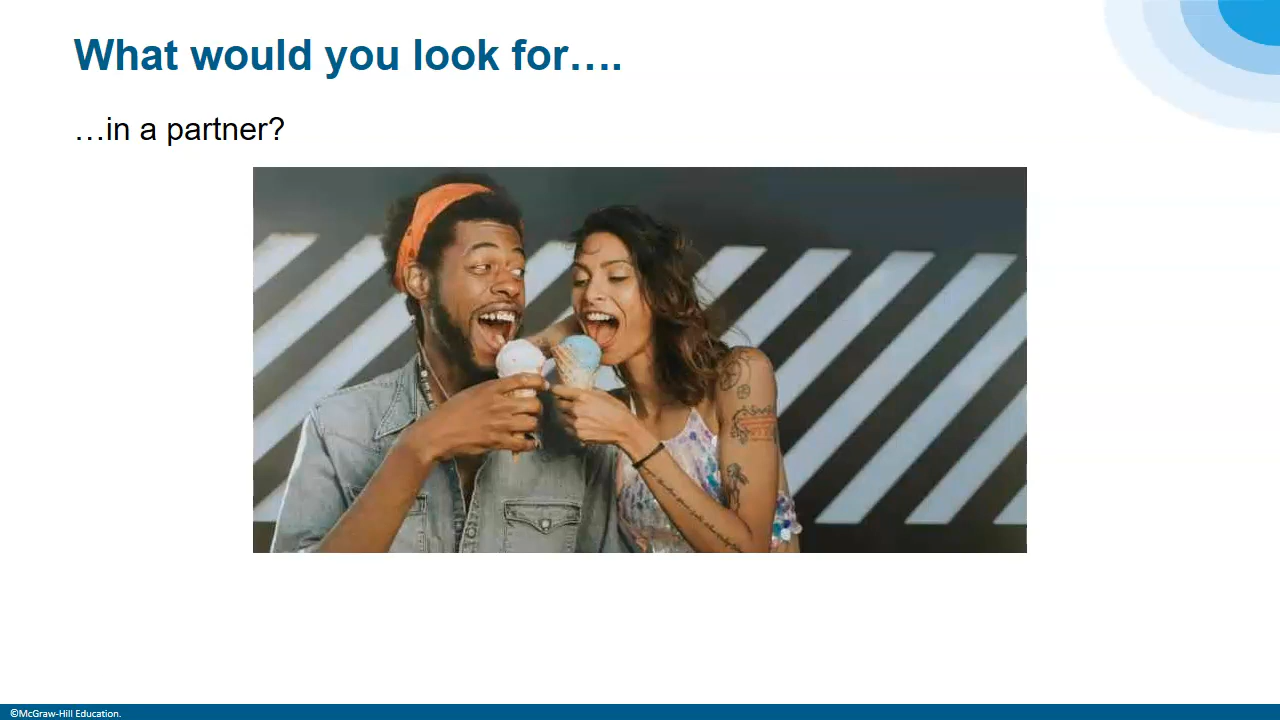 What would you look for….
…in a partner?
©McGraw-Hill Education.